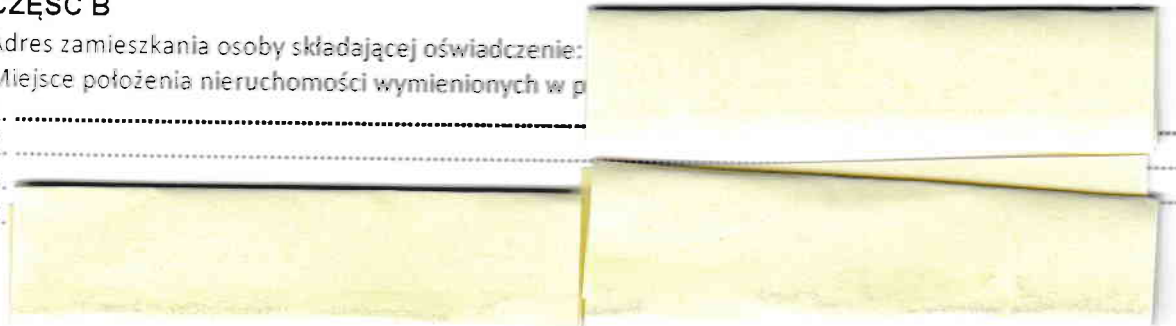 CZĘŚĆ B
Adres zamieszkania osoby składającej oświadczenie:
Miejsce położenia nieruchomości wymienionych w p